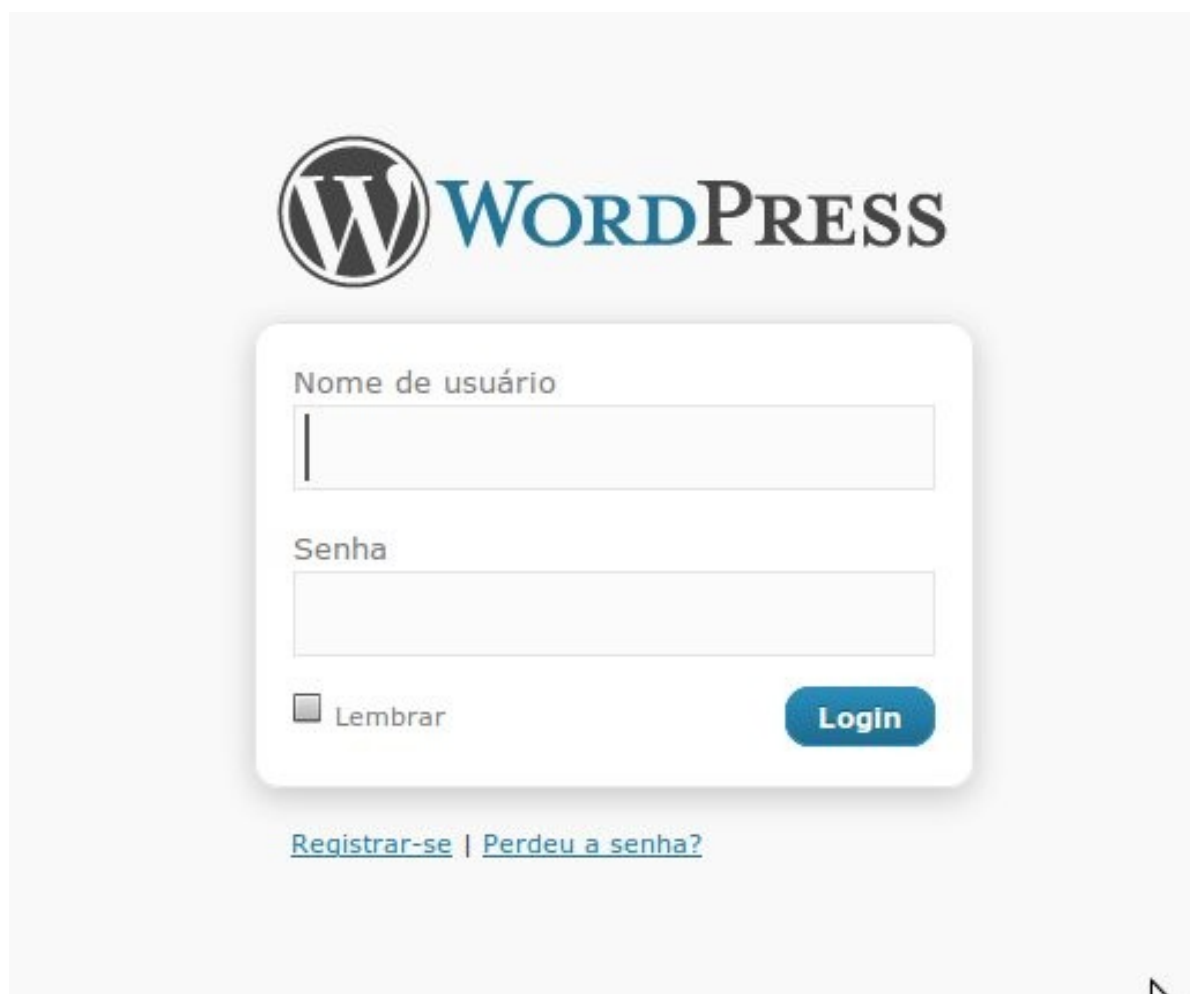 WORDPRESS
Nome de usuário
Senha
Lembrar
Login
Registrar-se | Perdeu a senha?